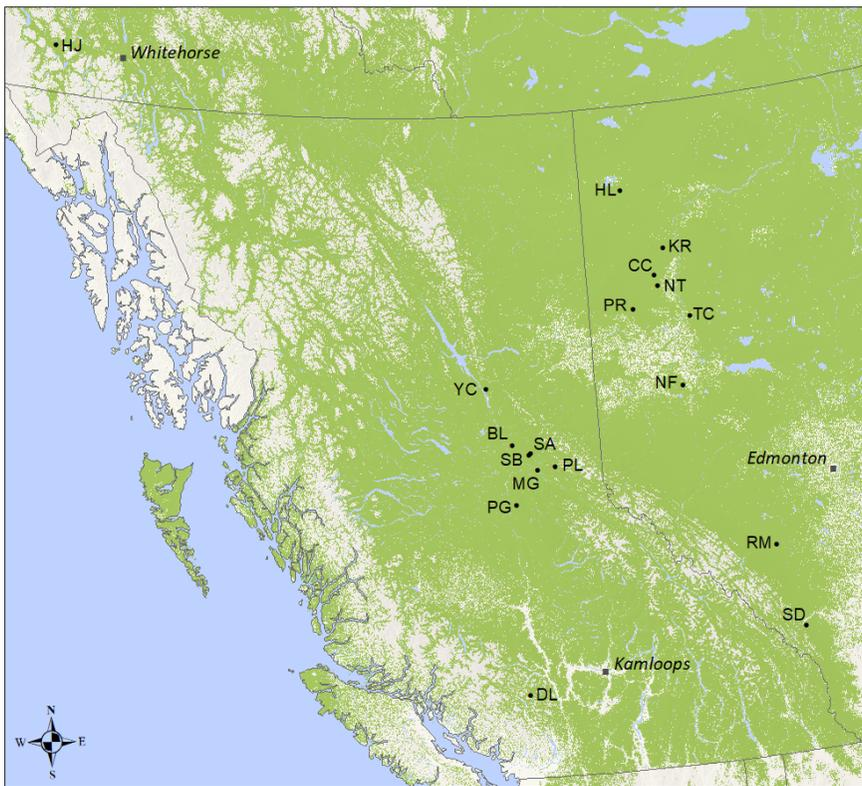 HJ
Whitehorse
HL
KR
CC
NT
PR
TC
YC
NF
BL
SA
SB
PL
MG
Edmonton
PG
RM
SD
Kamloops
DL
N
W
E
S